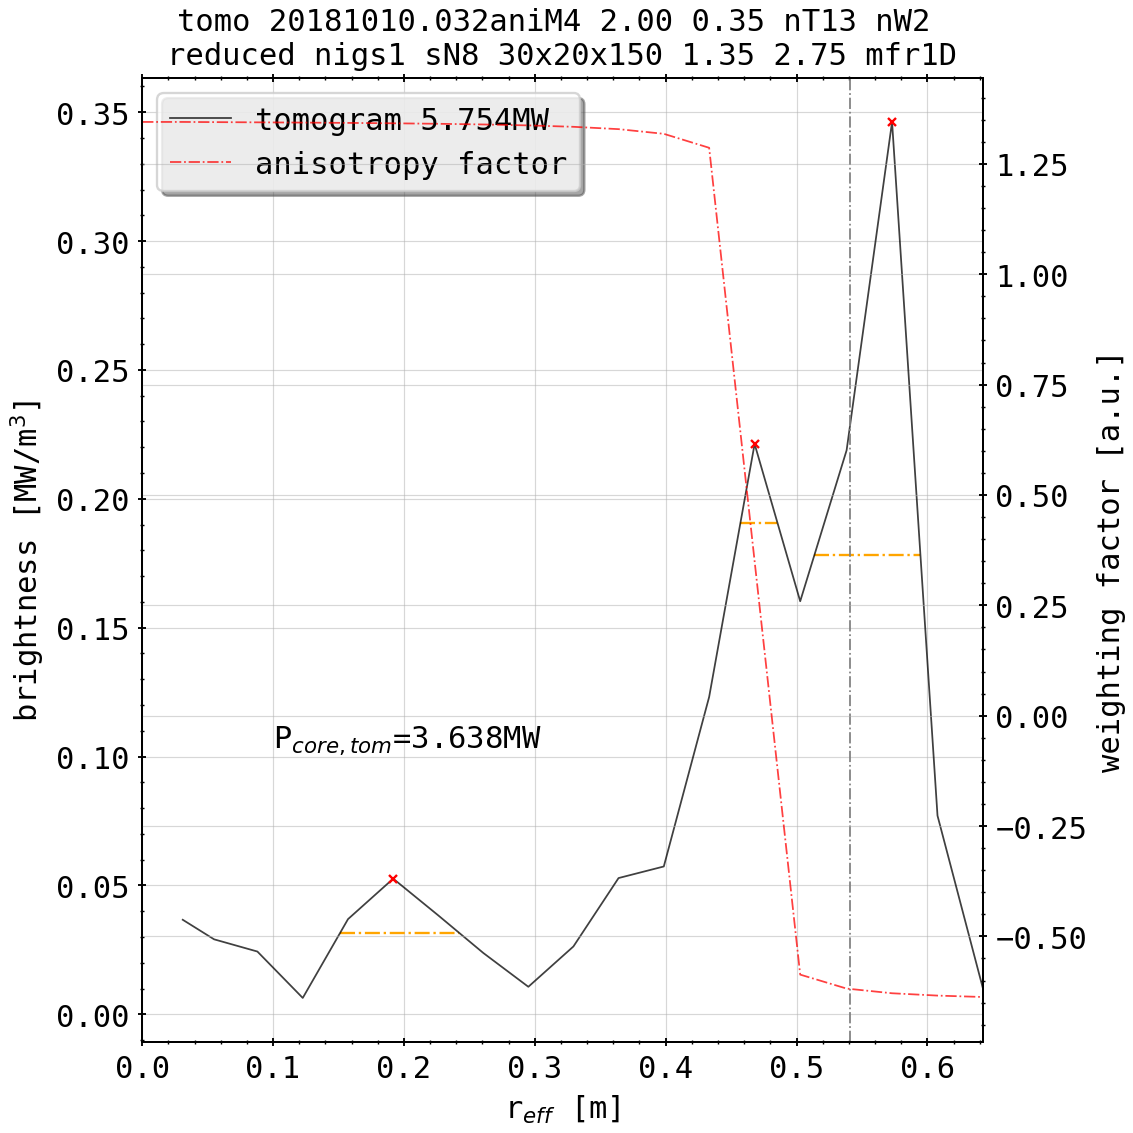 tomo 20181010.032aniM4 2.00 0.35 nT13 nW2
reduced nigs1 sN8 30x20x150 1.35 2.75 mfr1D
tomogram 5.754MW
anisotropy factor
brightness [MW/m³]
0.35
0.30
0.25
0.20
0.15
0.10
0.05
0.00
P_core,tom=3.638MW
1.25
1.00
0.75
0.50
0.25
0.00
−0.25
−0.50
weighting factor [a.u.]
0.0 0.1 0.2 0.3 0.4 0.5 0.6
r_eff [m]